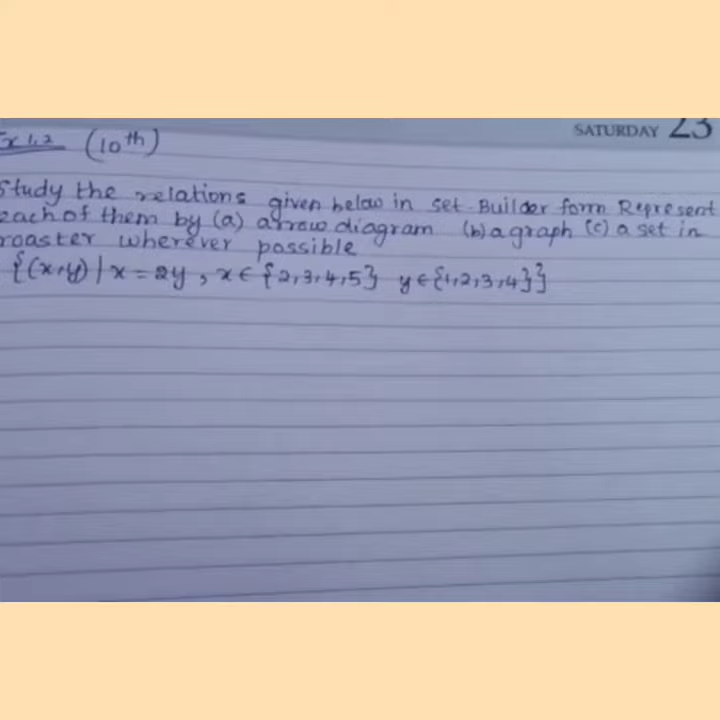 SATURDAY 23
Ex 1.2 (10th)
Study the relations given below in set-Builder form Represent
each of them by (a) arrow diagram (b) a graph (c) a set in
roaster wherever possible
{(x,y)|x=2y, x∈{2,3,4,5} y∈{1,2,3,4}}